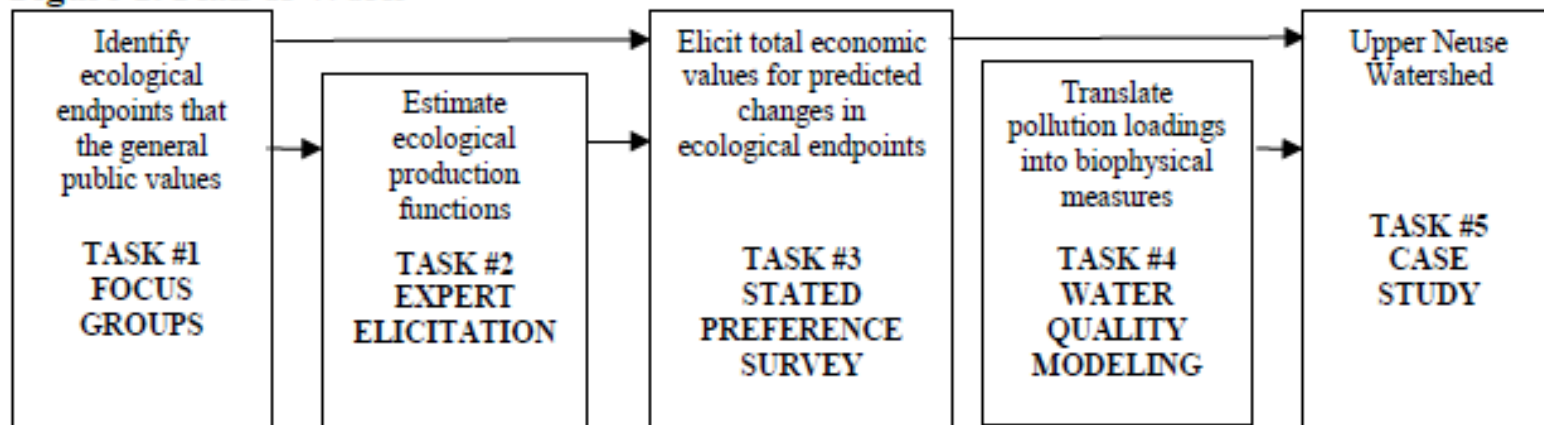 Identify
ecological
endpoints that
the general
public values
TASK #1
FOCUS
GROUPS
Estimate
ecological
production
functions
TASK #2
EXPERT
ELICITATION
Elicit total economic
values for predicted
changes in
ecological endpoints
TASK #3
STATED
PREFERENCE
SURVEY
Translate
pollution loadings
into biophysical
measures
TASK #4
WATER
QUALITY
MODELING
Upper Neuse
Watershed
TASK #5
CASE
STUDY